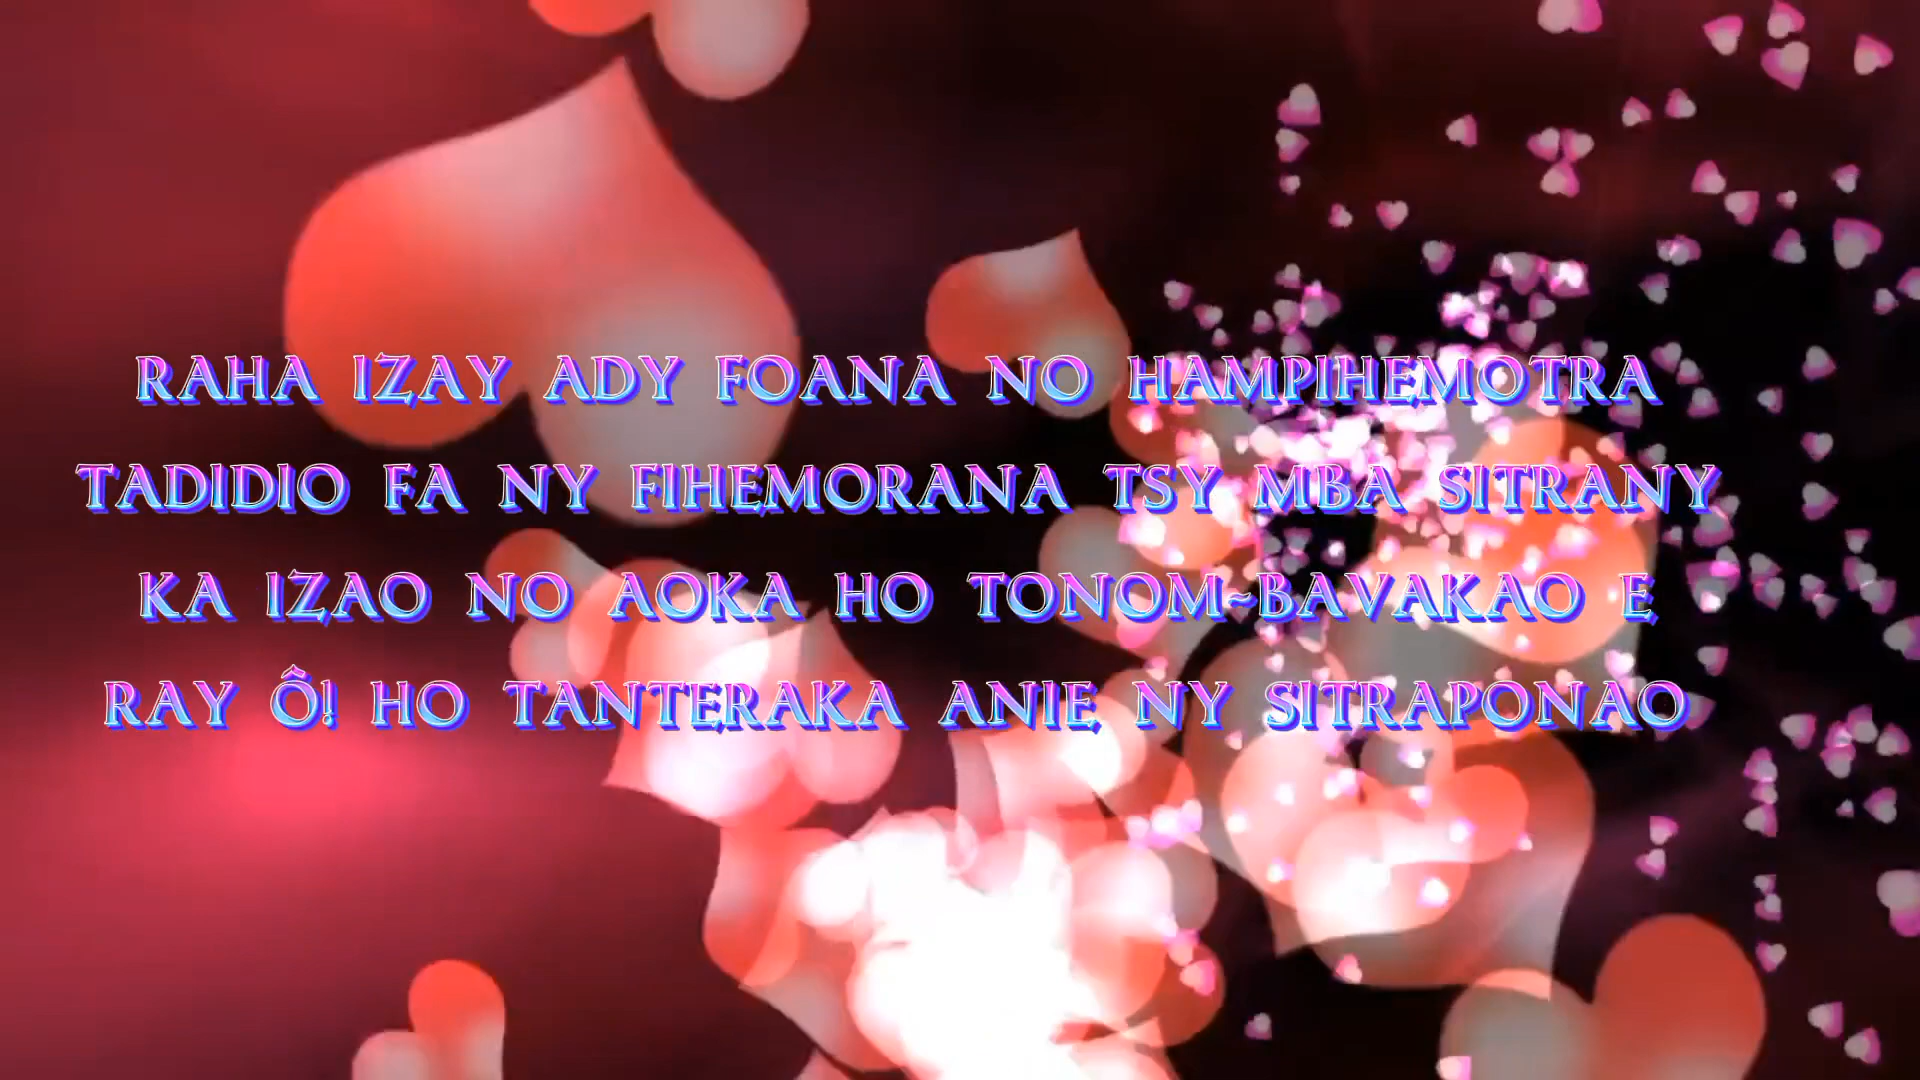 RAHA IZAY ADY FOANA NO HAMPIHEMOTRA
TADIDIO FA NY FIHEMORANA TSY MBA SITRANY
KA IZAO NO AOKA HO TONOM-BAVAKAO E
RAY Ô! HO TANTERAKA ANIE NY SITRAPONAO